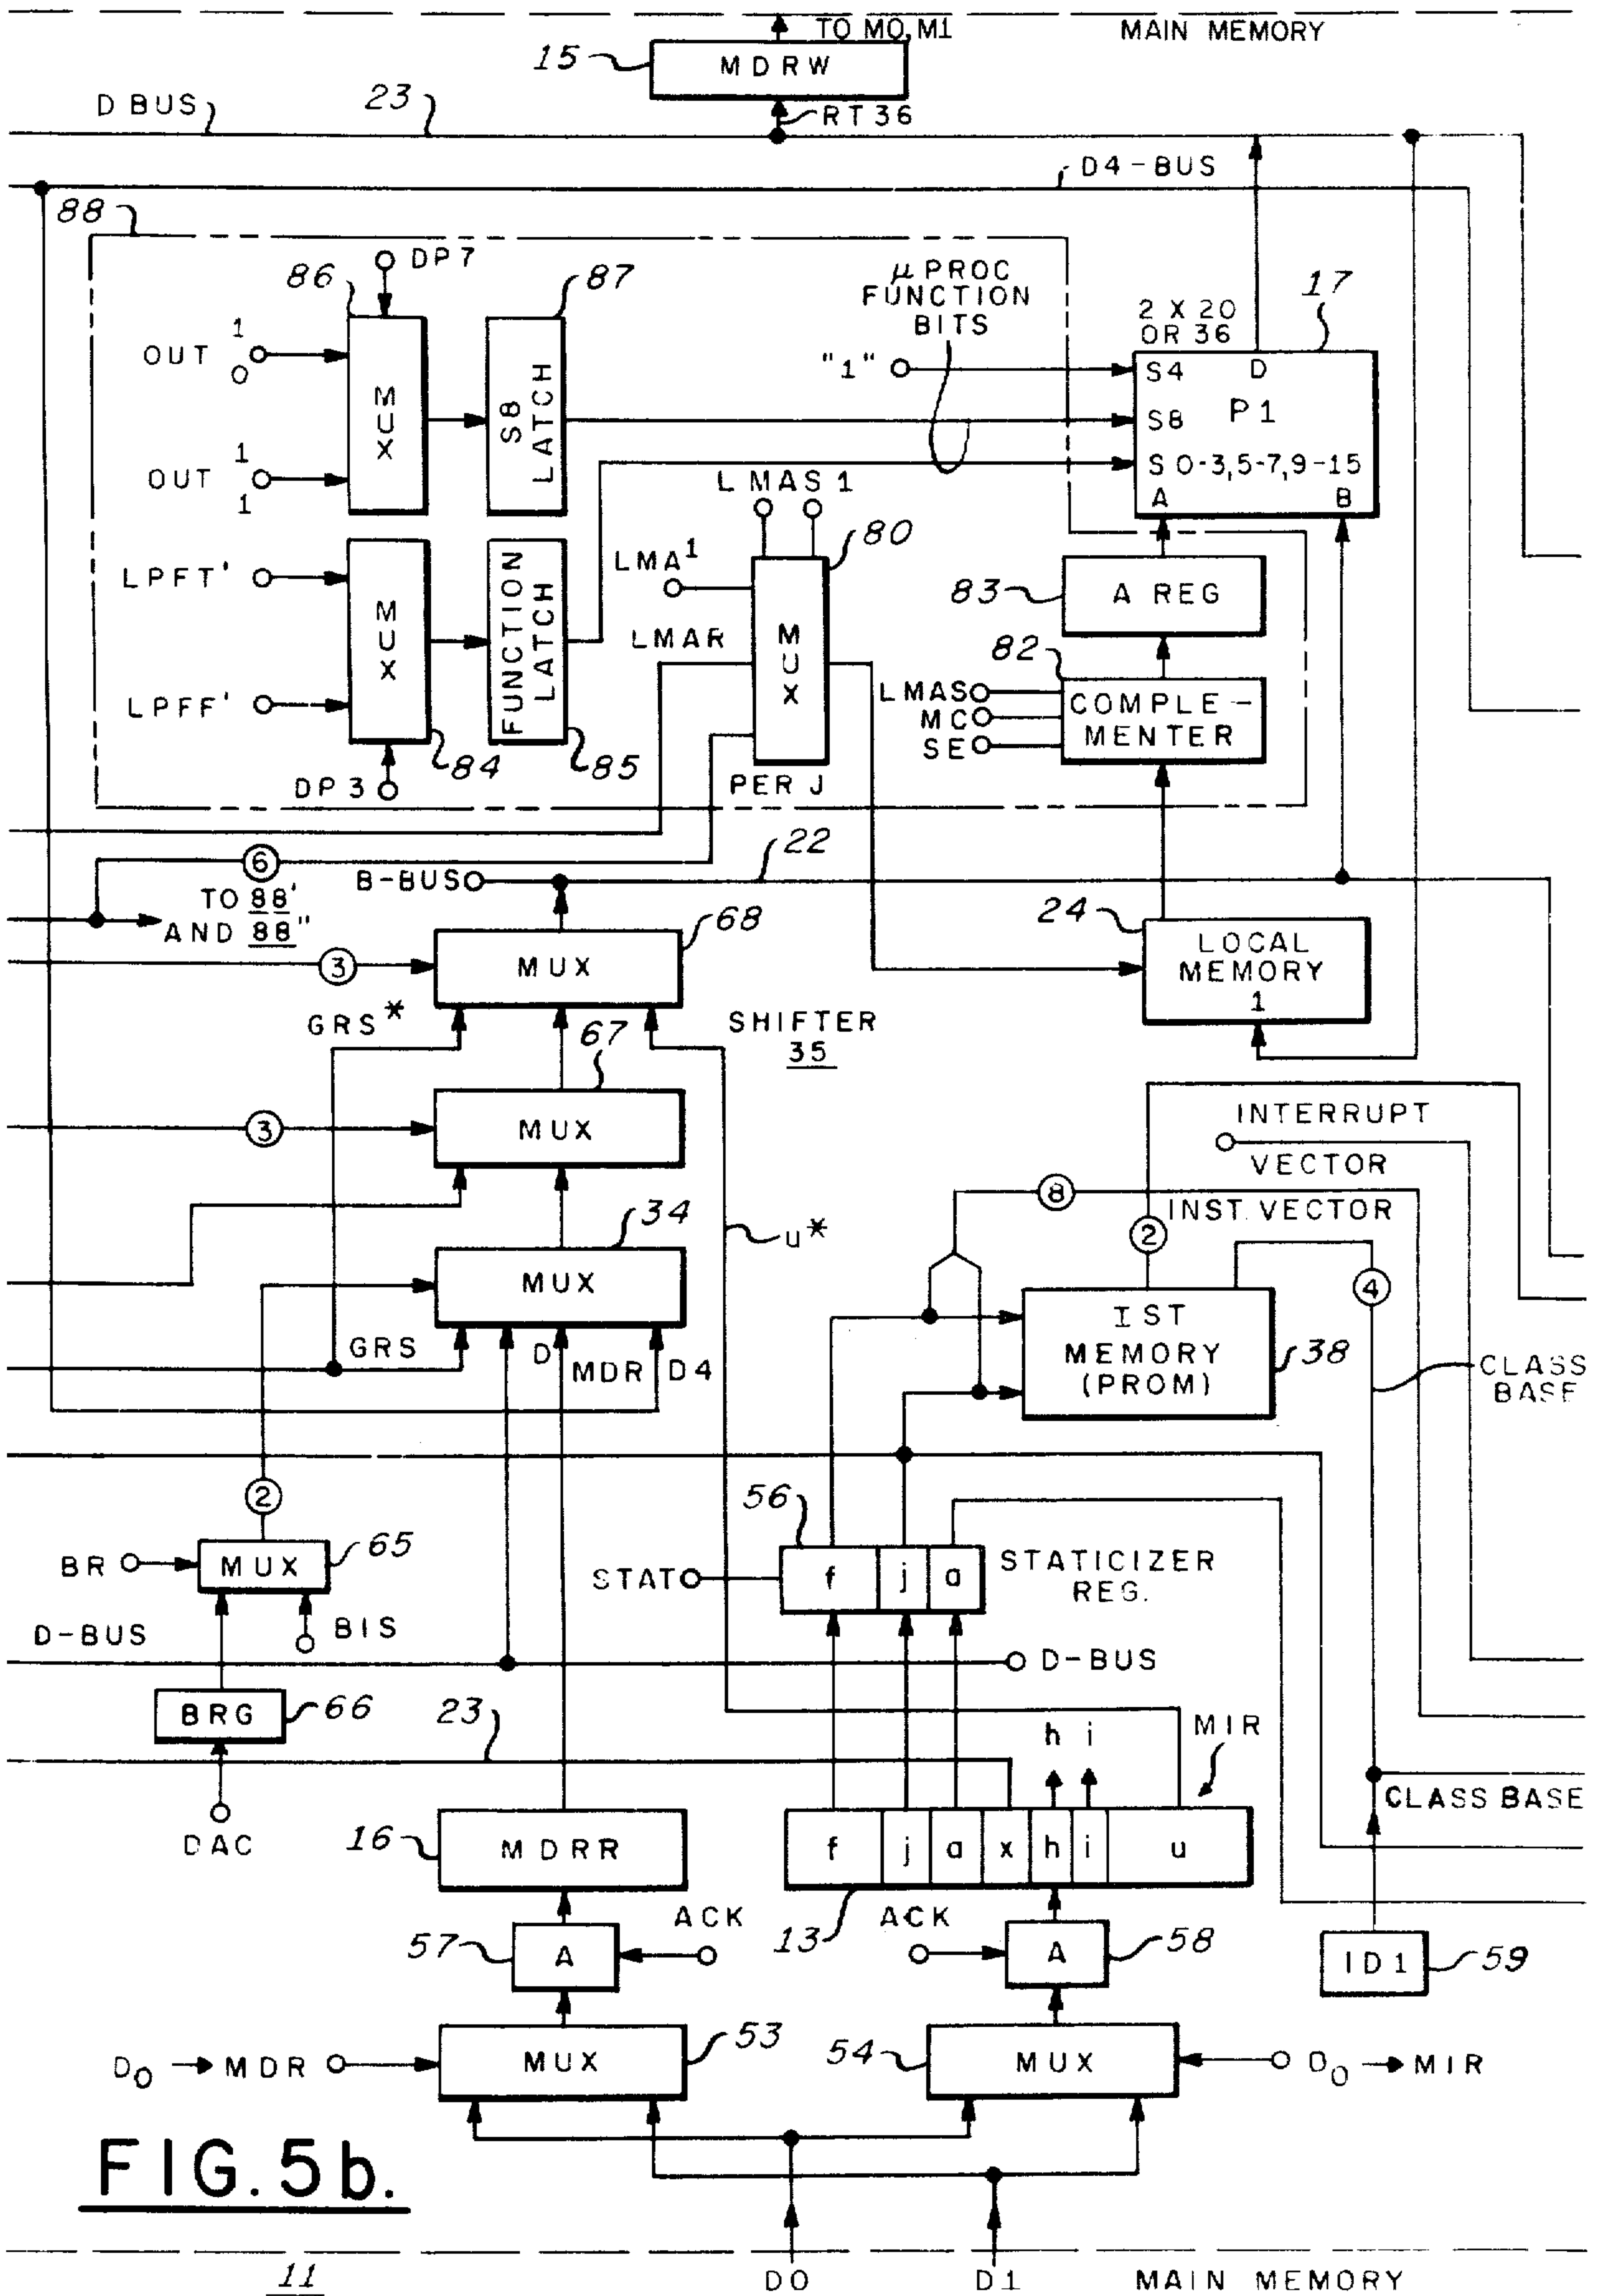 TO M0, M1
MAIN MEMORY
15
MDRW
D BUS
23
RT36
D4-BUS
88
DP7
86
87
μ PROC
FUNCTION
BITS
17
2 X 20
OR 36
OUT 1 0
MUX
S8 LATCH
"1"
S4
D
P1
S8
OUT 1 1
S 0-3,5-7,9-15
A
B
LMAS1
80
LMA1
LPFT'
MUX
FUNCTION LATCH
83
A REG
LMAR
MUX
82
LPFF'
LMAS
MC
SE
COMPLE-
MENTER
84
85
DP3
PER J
22
6
B-BUS
TO 88'
AND 88"
68
24
LOCAL
MEMORY
1
3
MUX
GRS*
SHIFTER
35
67
3
MUX
INTERRUPT
VECTOR
8
INST. VECTOR
34
u*
2
MUX
4
IST
MEMORY
(PROM)
38
GRS
D
MDR
D4
CLASS
BASE
2
56
BR
MUX
65
STAT
f
j
a
STATICIZER
REG.
BIS
D-BUS
D-BUS
BRG
66
23
h
i
MIR
CLASS BASE
DAC
16
MDRR
f
j
a
x
h
i
u
ACK
13
ACK
57
A
A
58
ID1
59
D0 → MDR
MUX
53
54
MUX
D0 → MIR
FIG. 5b.
11
D0
D1
MAIN MEMORY